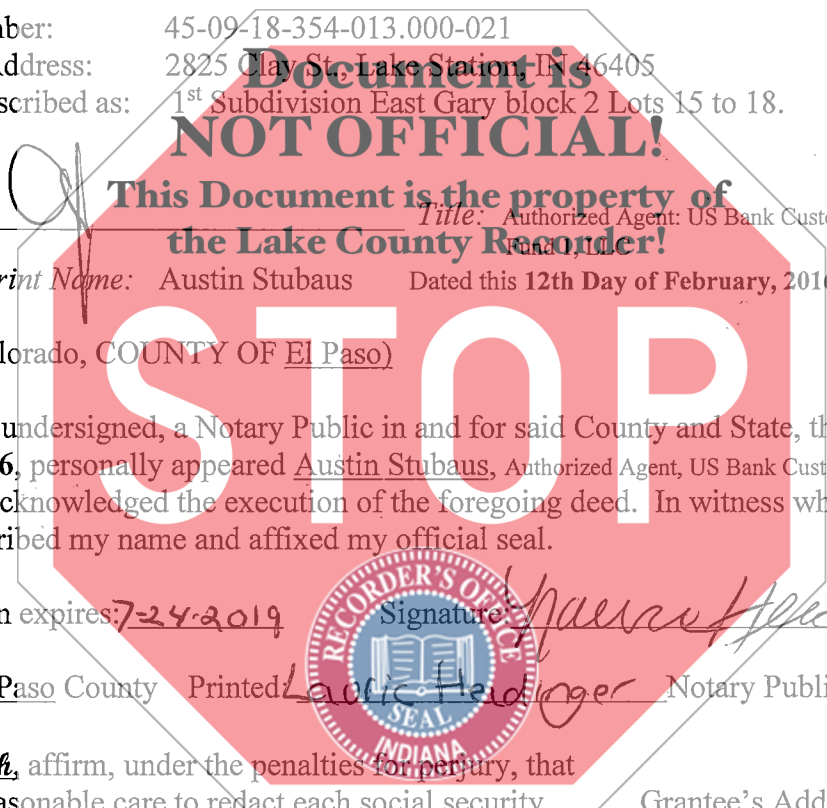 ber: 45-09-18-354-013.000-021
ddress: 2825 Clay St., Lake Station, IN 46405
Document is
scribed as: 1st Subdivision East Gary block 2 Lots 15 to 18.
NOT OFFICIAL!
This Document is the property of
Title: Authorized Agent: US Bank Custo
the Lake County Recorder!
Fund 1, LLC
rint Name: Austin Stubaus Dated this 12th Day of February, 2016
STOP
lorado, COUNTY OF El Paso)
undersigned, a Notary Public in and for said County and State, th
6, personally appeared Austin Stubaus, Authorized Agent, US Bank Cust
cknowledged the execution of the foregoing deed. In witness wh
ribed my name and affixed my official seal.
n expires: 7-24-2019 Signature:
RECORDER'S OFFICE
Paso County Printed: Laurie Heidinger Notary Publi
SEAL
INDIANA
h, affirm, under the penalties for perjury, that
asonable care to redact each social security Grantee's Add